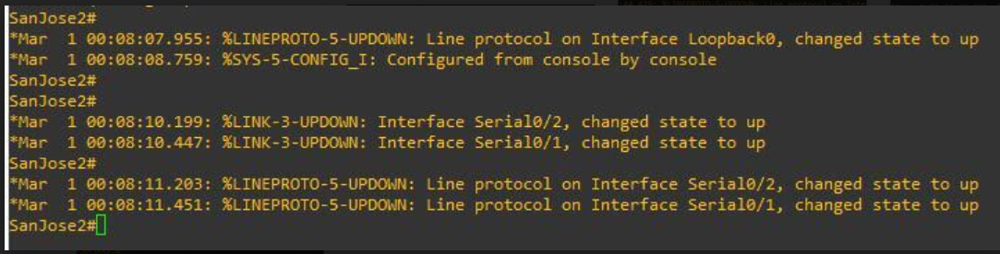 SanJose2#
*Mar  1 00:08:07.955: %LINEPROTO-5-UPDOWN: Line protocol on Interface Loopback0, changed state to up
*Mar  1 00:08:08.759: %SYS-5-CONFIG_I: Configured from console by console
SanJose2#
SanJose2#
*Mar  1 00:08:10.199: %LINK-3-UPDOWN: Interface Serial0/2, changed state to up
*Mar  1 00:08:10.447: %LINK-3-UPDOWN: Interface Serial0/1, changed state to up
SanJose2#
*Mar  1 00:08:11.203: %LINEPROTO-5-UPDOWN: Line protocol on Interface Serial0/2, changed state to up
*Mar  1 00:08:11.451: %LINEPROTO-5-UPDOWN: Line protocol on Interface Serial0/1, changed state to up
SanJose2#